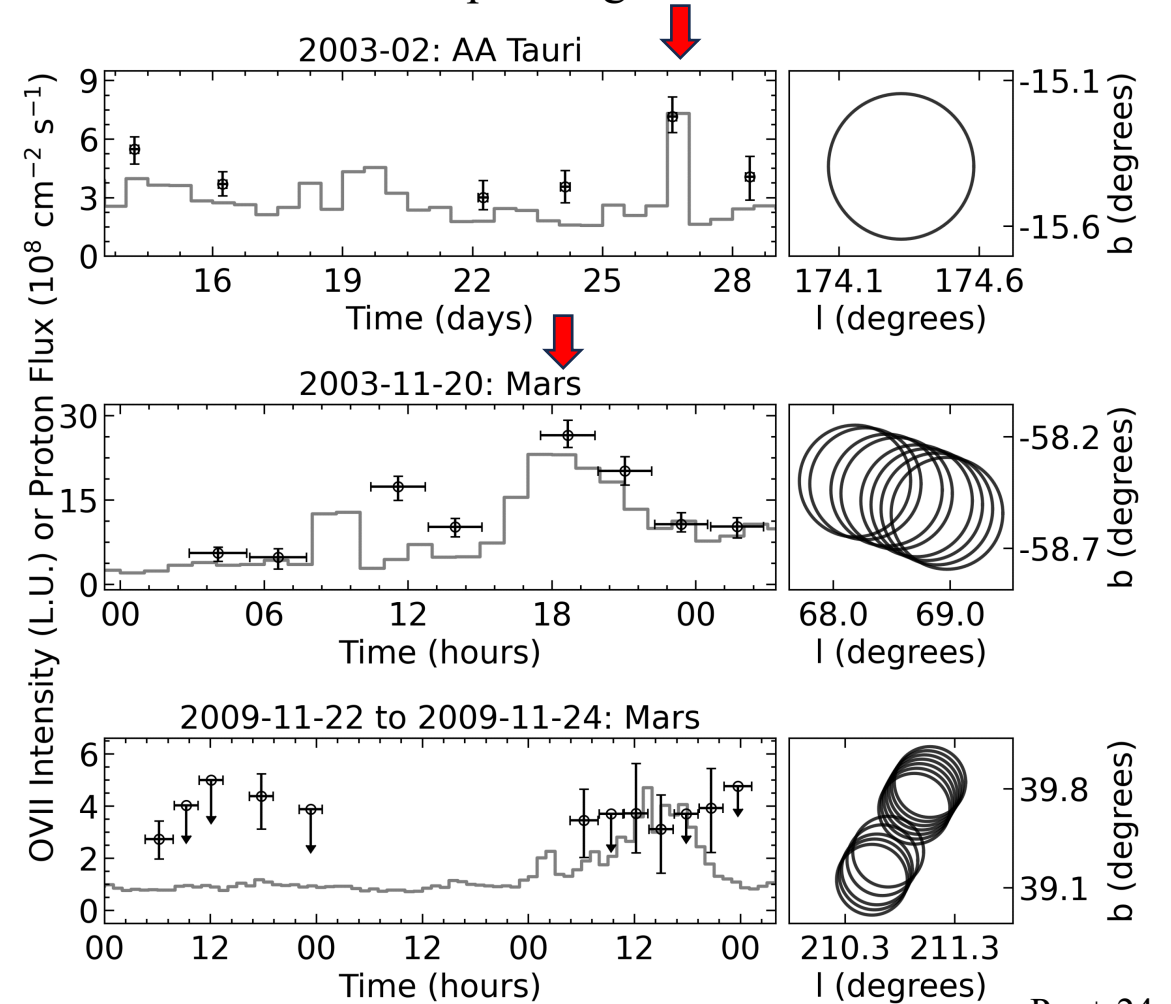 2003-02: AA Tauri
OVII Intensity (L.U.) or Proton Flux (10⁸ cm⁻² s⁻¹)
9
6
3
0
16 19 22 25 28
Time (days)
-15.1
-15.6
b (degrees)
174.1 174.6
l (degrees)
2003-11-20: Mars
30
15
0
00 06 12 18 00
Time (hours)
-58.2
-58.7
b (degrees)
68.0 69.0
l (degrees)
2009-11-22 to 2009-11-24: Mars
6
4
2
0
00 12 00 12 00 12 00
Time (hours)
39.8
39.1
b (degrees)
210.3 211.3
l (degrees)